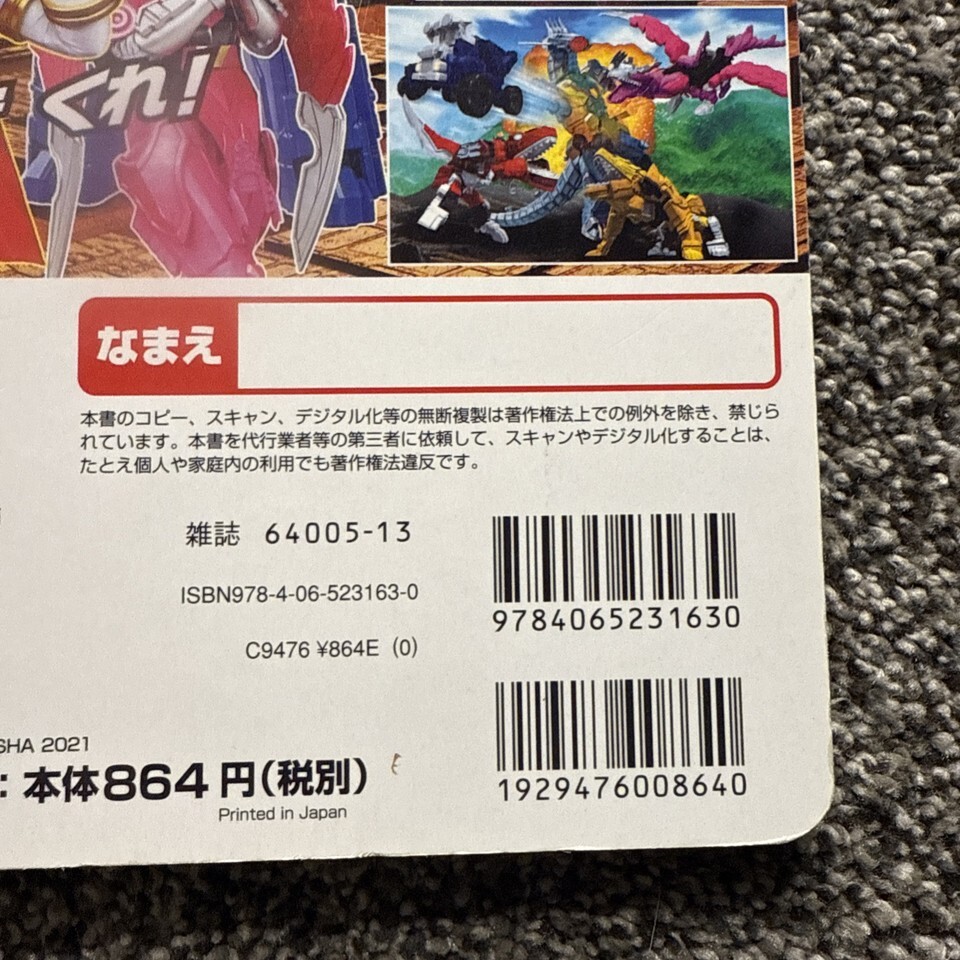 くれ!
なまえ
本書のコピー、スキャン、デジタル化等の無断複製は著作権法上での例外を除き、禁じら
れています。本書を代行業者等の第三者に依頼して、スキャンやデジタル化することは、
たとえ個人や家庭内の利用でも著作権法違反です。
雑誌 64005-13
ISBN978-4-06-523163-0
C9476 ¥864E (0)
9784065231630
1929476008640
SHA 2021
: 本体864円(税別)
Printed in Japan